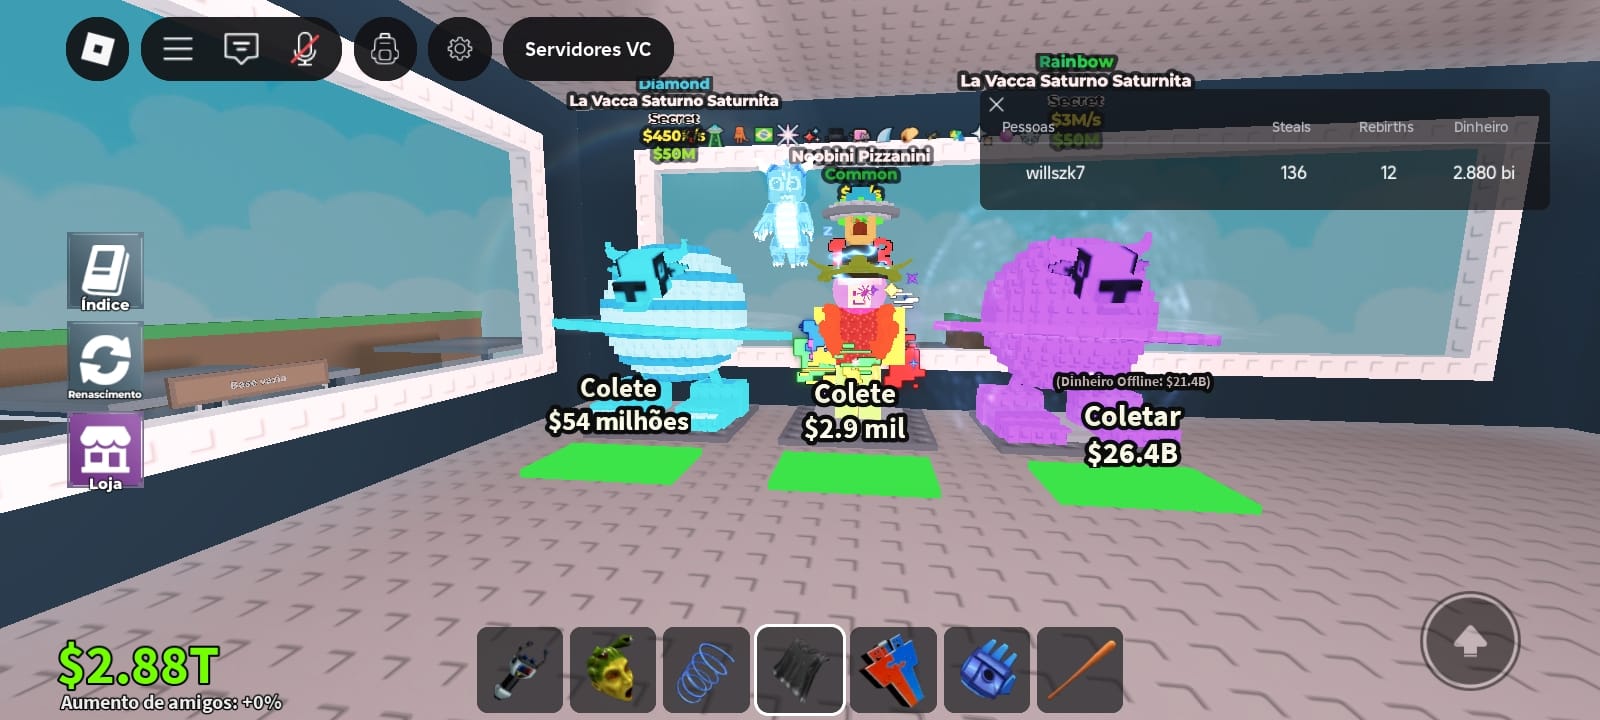 Servidores VC
Diamond
La Vacca Saturno Saturnita
Secret
$50M
Rainbow
La Vacca Saturno Saturnita
Secret
$3M/s
$50M
Pessoas Steals Rebirths Dinheiro
willszk7 136 12 2.880 bi
Noobini Pizzanini
Common
Índice
Renascimento
Loja
Base vazia
Colete
$54 milhões
Colete
$2.9 mil
(Dinheiro Offline: $21.4B)
Coletar
$26.4B
$2.88T
Aumento de amigos: +0%